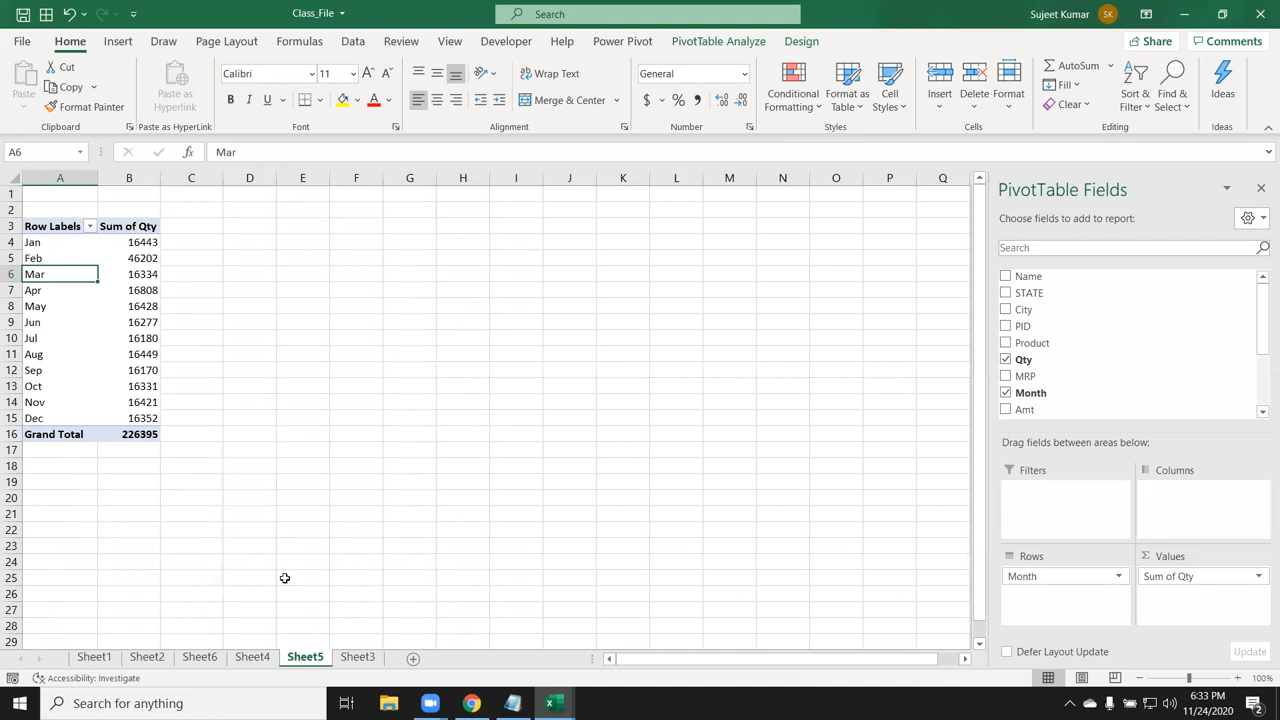 Class_File
Search
Sujeet Kumar
SK
File Home Insert Draw Page Layout Formulas Data Review View Developer Help Power Pivot PivotTable Analyze Design
Share
Comments
Paste
Cut
Copy
Format Painter
Clipboard
Paste as Hyperlink
Paste as HyperLink
Calibri 11
B I U
Font
Wrap Text
Merge & Center
Alignment
General
$ % ,
Number
Conditional Formatting
Format as Table
Cell Styles
Styles
Insert Delete Format
Cells
AutoSum
Fill
Clear
Sort & Filter
Find & Select
Editing
Ideas
Ideas
A6
fx
Mar
A B C D E F G H I J K L M N O P Q
1
2
3 Row Labels Sum of Qty
4 Jan 16443
5 Feb 46202
6 Mar 16334
7 Apr 16808
8 May 16428
9 Jun 16277
10 Jul 16180
11 Aug 16449
12 Sep 16170
13 Oct 16331
14 Nov 16421
15 Dec 16352
16 Grand Total 226395
17
18
19
20
21
22
23
24
25
26
27
28
29
PivotTable Fields
Choose fields to add to report:
Search
Name
STATE
City
PID
Product
Qty
MRP
Month
Amt
Drag fields between areas below:
Filters
Columns
Rows
Values
Month
Sum of Qty
Defer Layout Update
Update
Sheet1 Sheet2 Sheet6 Sheet4 Sheet5 Sheet3
Accessibility: Investigate
100%
Search for anything
6:33 PM
11/24/2020
2